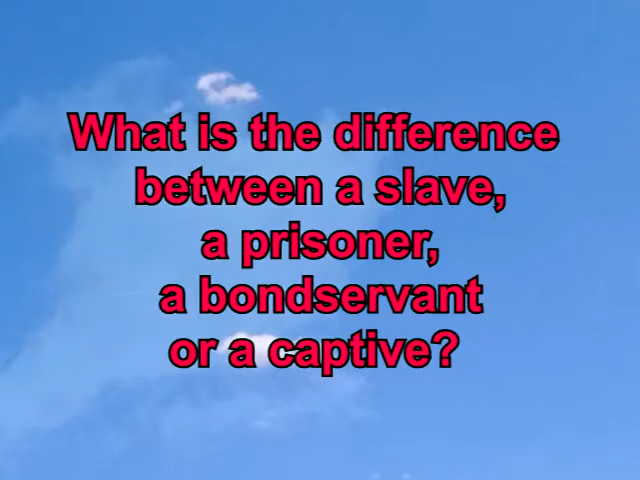 What is the difference
between a slave,
a prisoner,
a bondservant
or a captive?